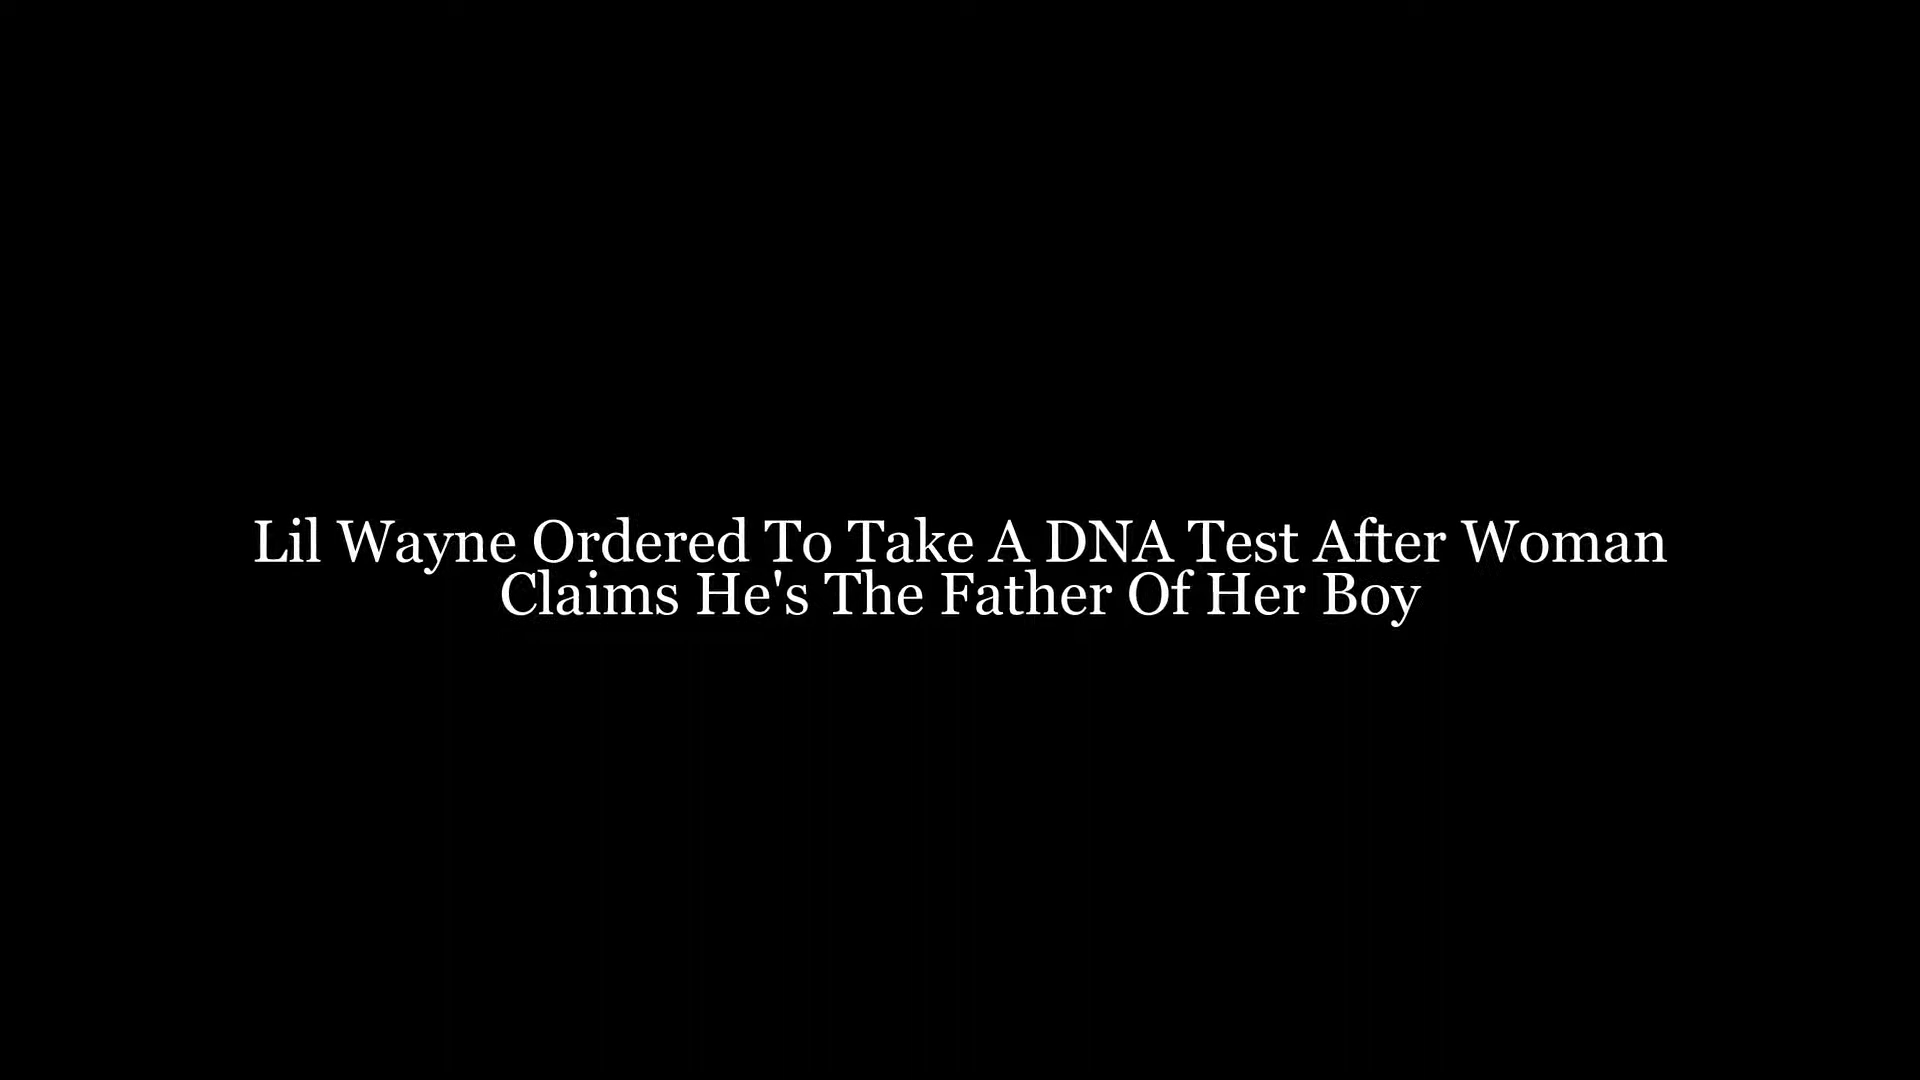 Lil Wayne Ordered To Take A DNA Test After Woman
Claims He's The Father Of Her Boy